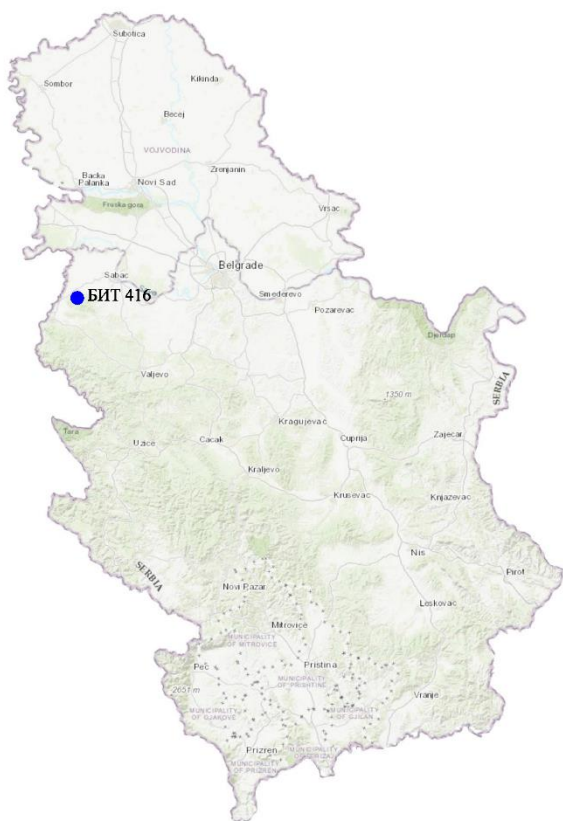 Subotica
Kikinda
Sombor
Becej
VOJVODINA
Zrenjanin
Backa
Palanka
Novi Sad
Fruska gora
Vrsac
Belgrade
Sabac
БИТ 416
Smederevo
Pozarevac
Djerdap
Valjevo
SERBIA
1350 m
Kragujevac
Tara
Uzice
Cacak
Cuprija
Zajecar
Kraljevo
Krusevac
Knjazevac
Nis
SERBIA
Pirot
Novi Pazar
Leskovac
Mitrovice
MUNICIPALITY
OF MITROVICE
Pec
Pristina
MUNICIPALITY
OF PRISHTINE
2651 m
Vranje
MUNICIPALITY
OF GJAKOVE
MUNICIPALITY
OF GJILAN
Prizren
MUNICIPALITY
MUNICIPALITY
OF PRIZREN